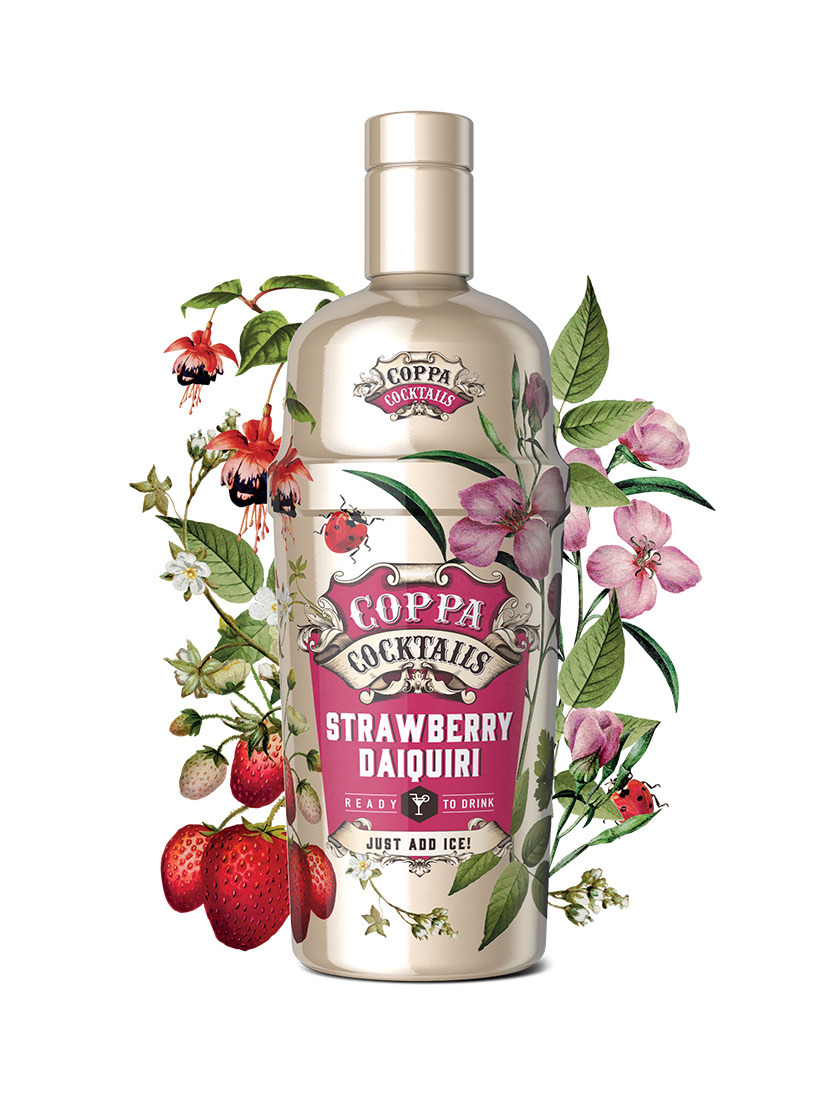 COPPA
COCKTAILS
COPPA
COCKTAILS
STRAWBERRY
DAIQUIRI
READY TO DRINK
JUST ADD ICE!